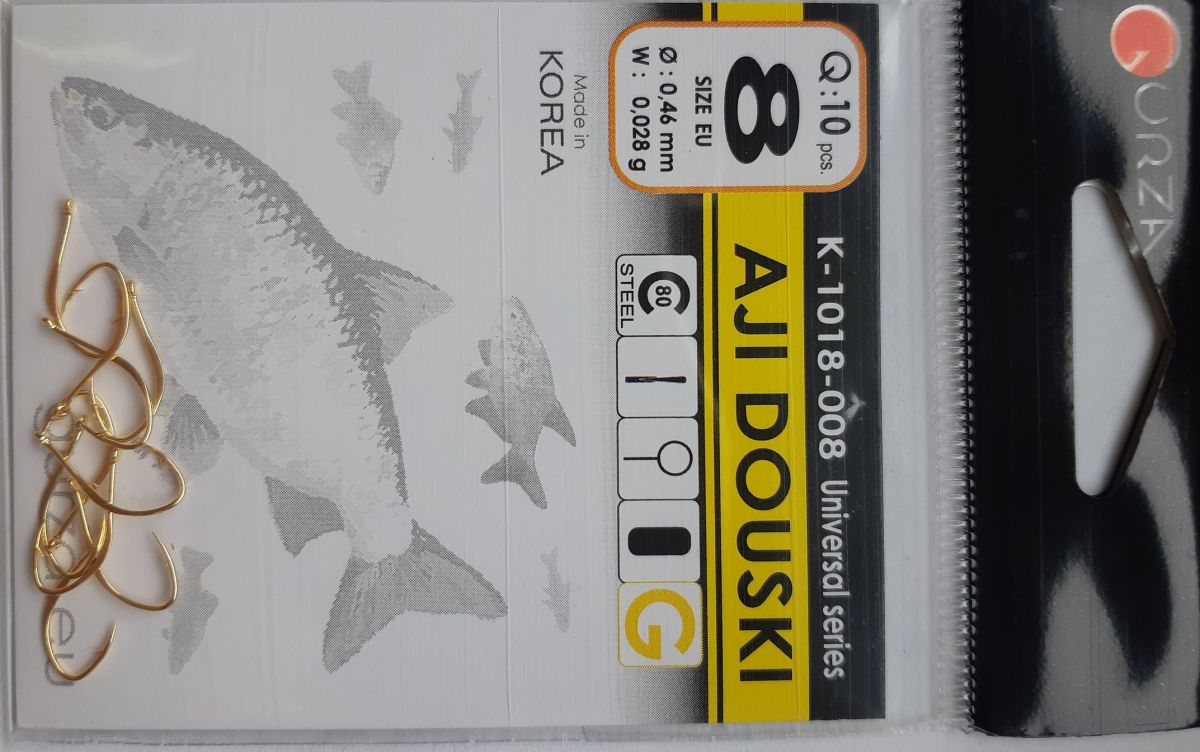 GURZA
K-1018-008 Universal series
AJI DOUSKI
Q:10 pcs.
8
SIZE EU
Ø: 0,46 mm
W: 0,028 g
80
STEEL
G
Made in
KOREA